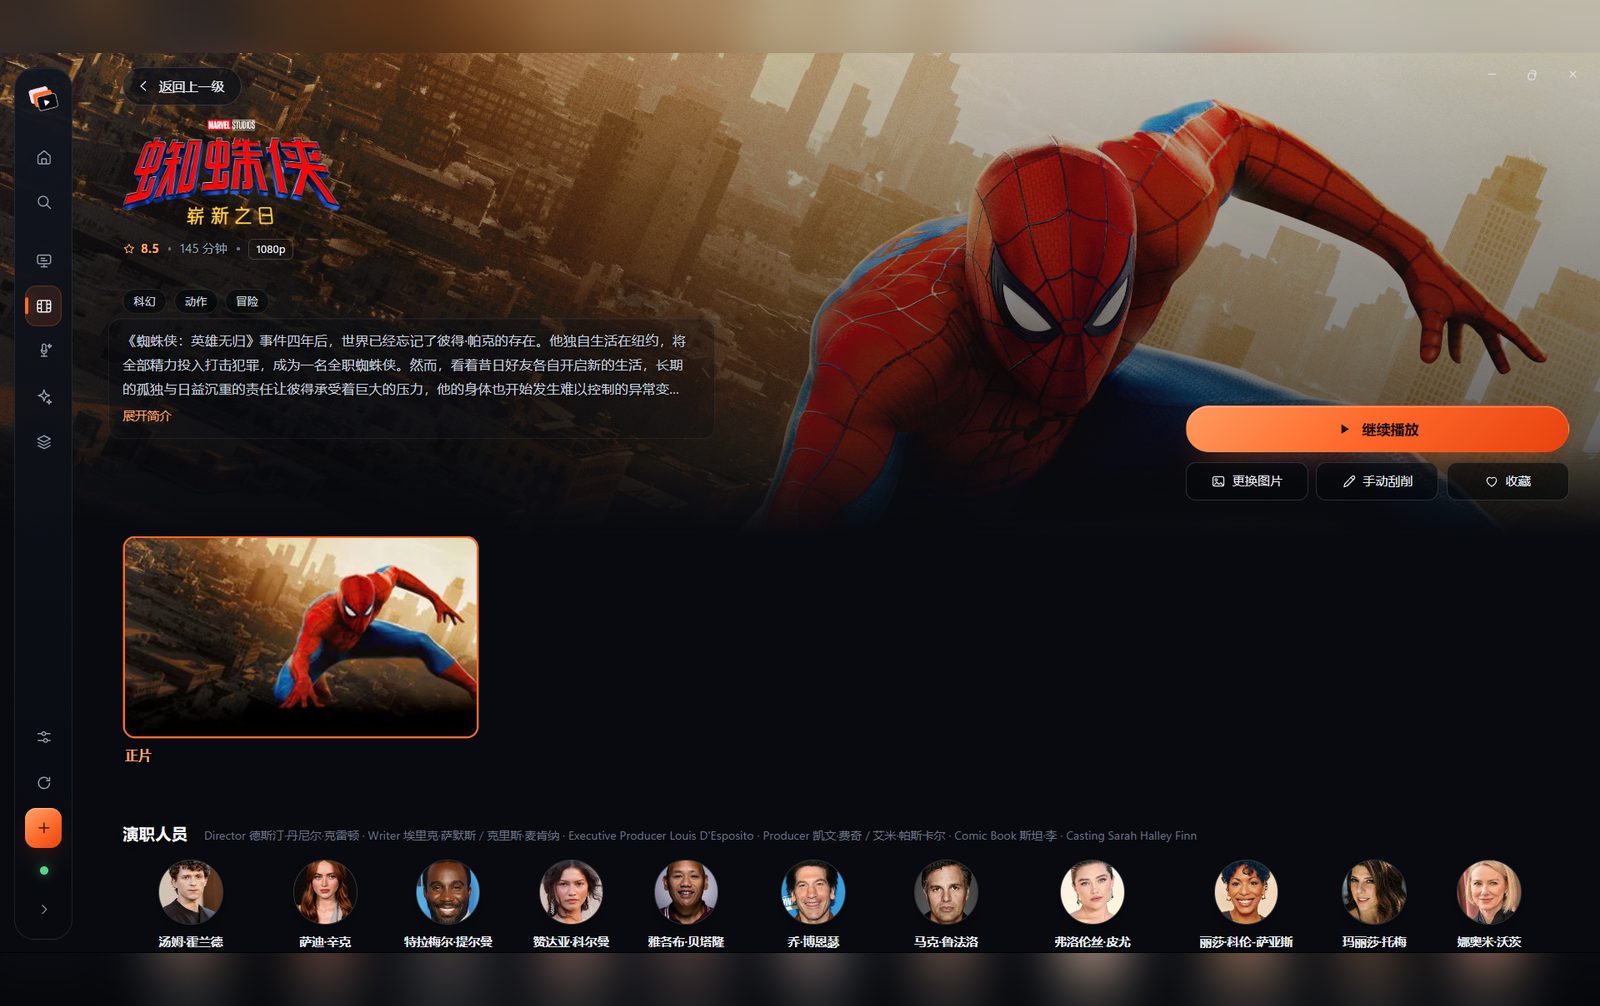 返回上一级
MARVEL STUDIOS
蜘蛛侠
崭新之日
8.5 • 145 分钟 • 1080p
科幻 动作 冒险
《蜘蛛侠：英雄无归》事件四年后，世界已经忘记了彼得·帕克的存在。他独自生活在纽约，将
全部精力投入打击犯罪，成为一名全职蜘蛛侠。然而，看着昔日好友各自开启新的生活，长期
的孤独与日益沉重的责任让彼得承受着巨大的压力，他的身体也开始发生难以控制的异常变...
展开简介
继续播放
更换图片 手动刮削 收藏
正片
演职人员 Director 德斯汀·丹尼尔·克雷顿 · Writer 埃里克·萨默斯 / 克里斯·麦肯纳 · Executive Producer Louis D'Esposito · Producer 凯文·费奇 / 艾米·帕斯卡尔 · Comic Book 斯坦·李 · Casting Sarah Halley Finn
汤姆·霍兰德 萨迪·辛克 特拉梅尔·提尔曼 赞达亚·科尔曼 雅各布·贝塔隆 乔·博恩瑟 马克·鲁法洛 弗洛伦丝·皮尤 丽莎·科伦-萨亚斯 玛丽莎·托梅 娜奥米·沃茨